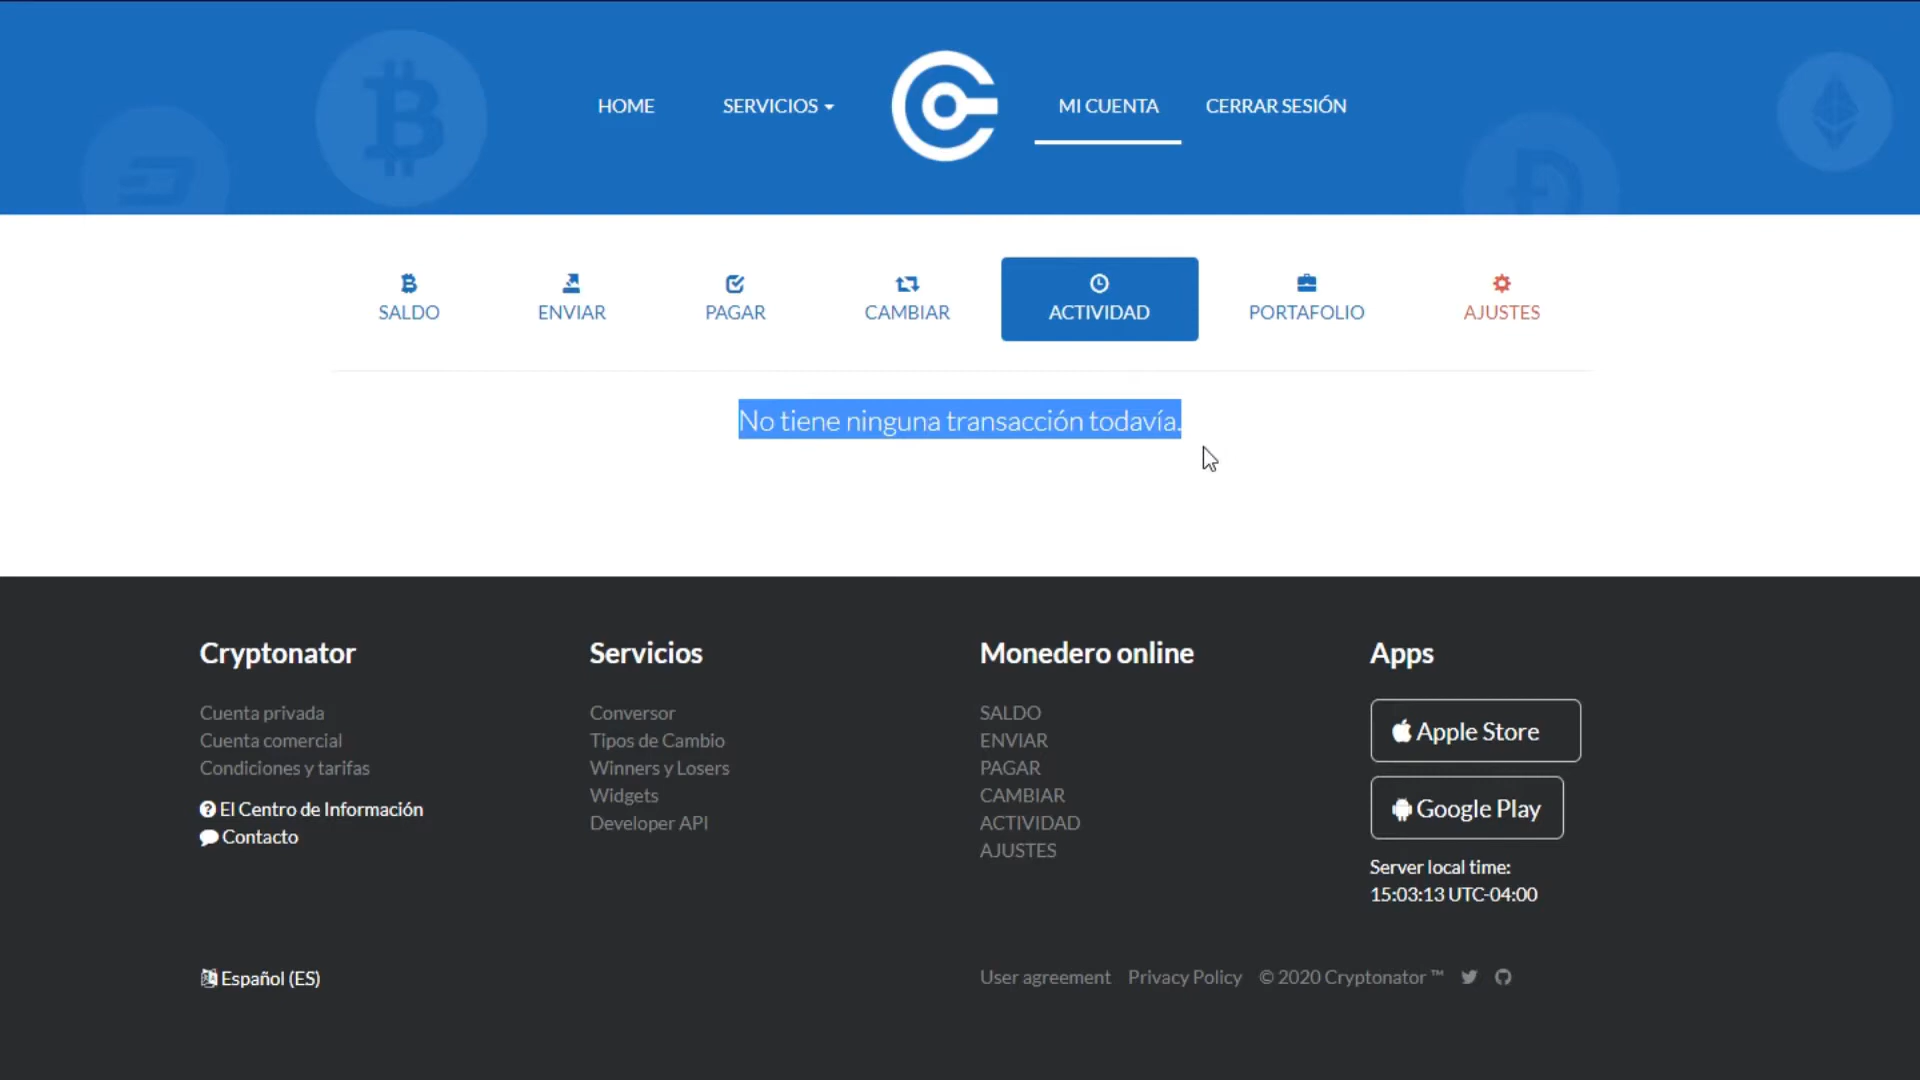 HOME
SERVICIOS
MI CUENTA
CERRAR SESIÓN
SALDO
ENVIAR
PAGAR
CAMBIAR
ACTIVIDAD
PORTAFOLIO
AJUSTES
No tiene ninguna transacción todavía.
Cryptonator
Cuenta privada
Cuenta comercial
Condiciones y tarifas
El Centro de Información
Contacto
Servicios
Conversor
Tipos de Cambio
Winners y Losers
Widgets
Developer API
Monedero online
SALDO
ENVIAR
PAGAR
CAMBIAR
ACTIVIDAD
AJUSTES
Apps
Apple Store
Google Play
Server local time:
15:03:13 UTC-04:00
Español (ES)
User agreement Privacy Policy © 2020 Cryptonator ™